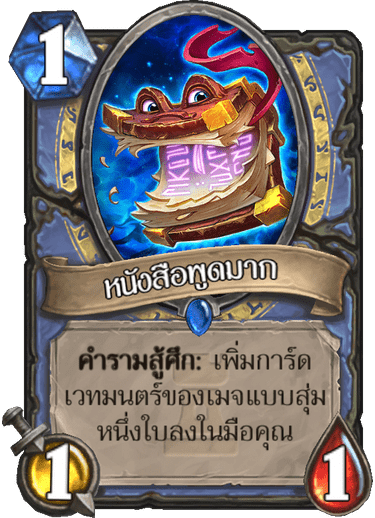 1
หนังสือพูดมาก
คำรามสู้ศึก: เพิ่มการ์ด
เวทมนตร์ของเมจแบบสุ่ม
หนึ่งใบลงในมือคุณ
1
1